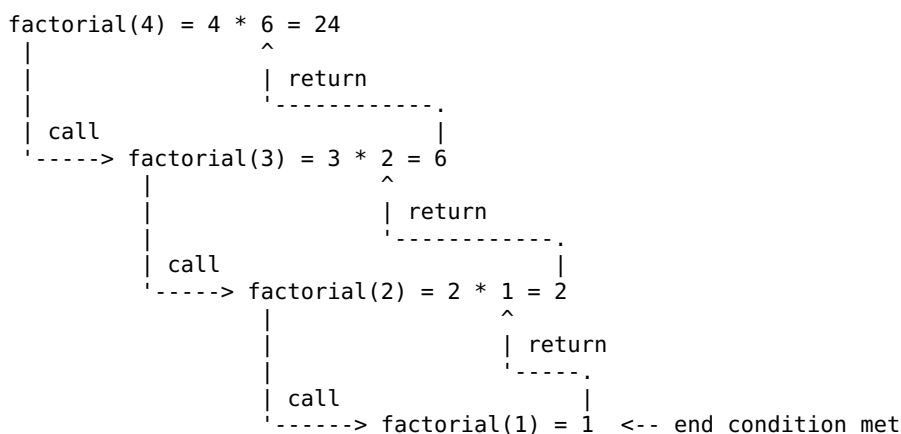 factorial(4) = 4 * 6 = 24
return
call
factorial(3) = 3 * 2 = 6
return
call
factorial(2) = 2 * 1 = 2
return
call
factorial(1) = 1 <-- end condition met